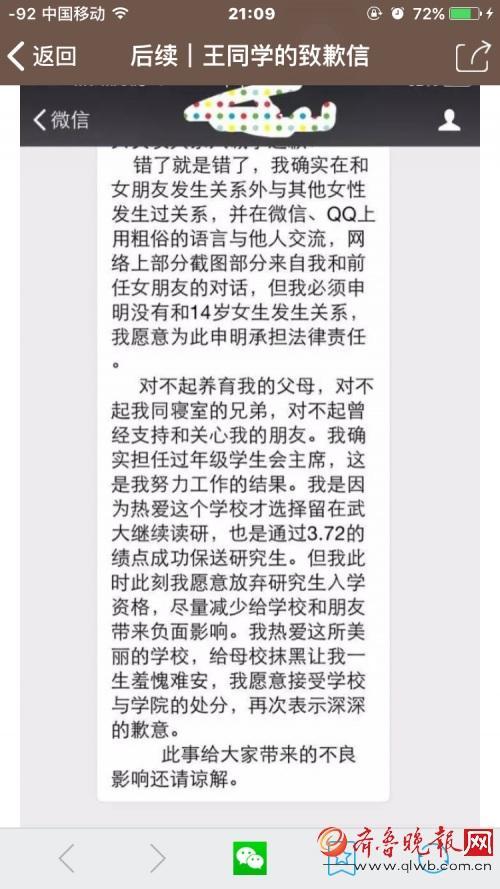 -92 中国移动 21:09 72%
返回 后续｜王同学的致歉信
微信
错了就是错了，我确实在和
女朋友发生关系外与其他女性
发生过关系，并在微信、QQ上
用粗俗的语言与他人交流，网
络上部分截图部分来自我和前
任女朋友的对话，但我必须申
明没有和14岁女生发生关系，
我愿意为此申明承担法律责任
。
对不起养育我的父母，对不
起我同寝室的兄弟，对不起曾
经支持和关心我的朋友。我确
实担任过年级学生会主席，这
是我努力工作的结果。我是因
为热爱这个学校才选择留在武
大继续读研，也是通过3.72的
绩点成功保送研究生。但我此
时此刻我愿意放弃研究生入学
资格，尽量减少给学校和朋友
带来负面影响。我热爱这所美
丽的学校，给母校抹黑让我一
生羞愧难安，我愿意接受学校
与学院的处分，再次表示深深
的歉意。
此事给大家带来的不良
影响还请谅解。
齐鲁晚报网
www.qlwb.com.cn